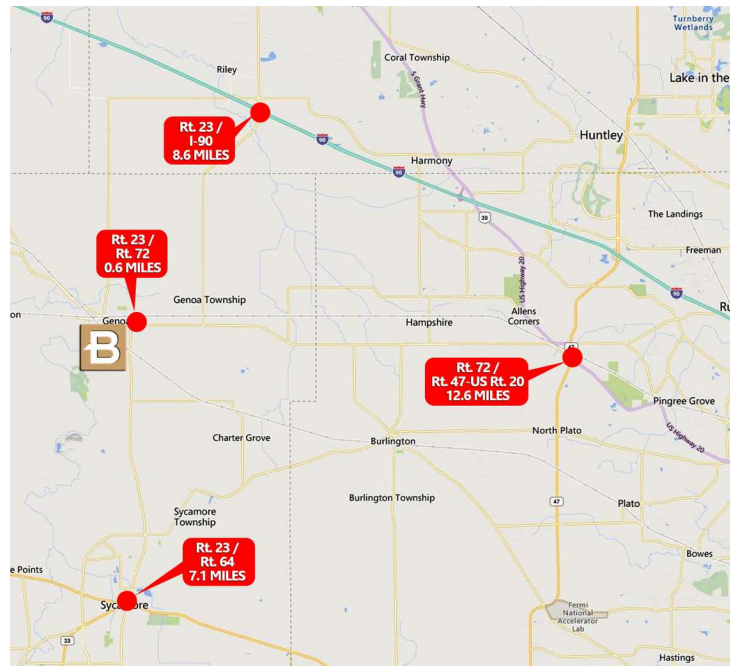 90
Turnberry
Wetlands
Riley
Coral Township
S Grant Hwy
Lake in the
Rt. 23 /
I-90
8.6 MILES
Huntley
90
Harmony
90
The Landings
20
Freeman
Rt. 23 /
Rt. 72
0.6 MILES
US Highway 20
90
Genoa Township
Allens
Corners
Hampshire
Genoa
B
47
Rt. 72 /
Rt. 47-US Rt. 20
12.6 MILES
Pingree Grove
US Highway 20
North Plato
Charter Grove
Burlington
Burlington Township
47
Plato
Sycamore
Township
Rt. 23 /
Rt. 64
7.1 MILES
Bowes
e Points
Sycamore
Fermi
National
Accelerator
Lab
23
Hastings